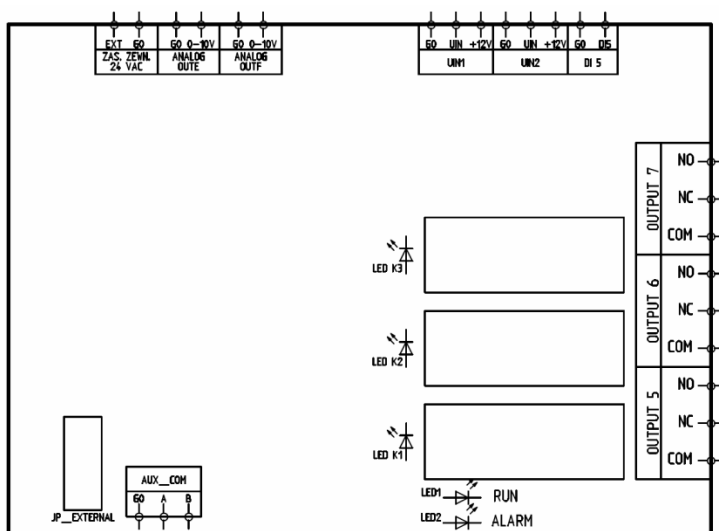 EXT G0 G0 0-10V G0 0-10V G0 UIN +12V G0 UIN +12V G0 DI5
ZAS. ZEWN. ANALOG ANALOG UIN1 UIN2 DI 5
24 VAC OUTE OUTF
OUTPUT 7
NO
NC
COM
OUTPUT 6
NO
NC
COM
OUTPUT 5
NO
NC
COM
LED K3
LED K2
LED K1
LED1 RUN
LED2 ALARM
AUX_COM
G0 A B
JP_EXTERNAL